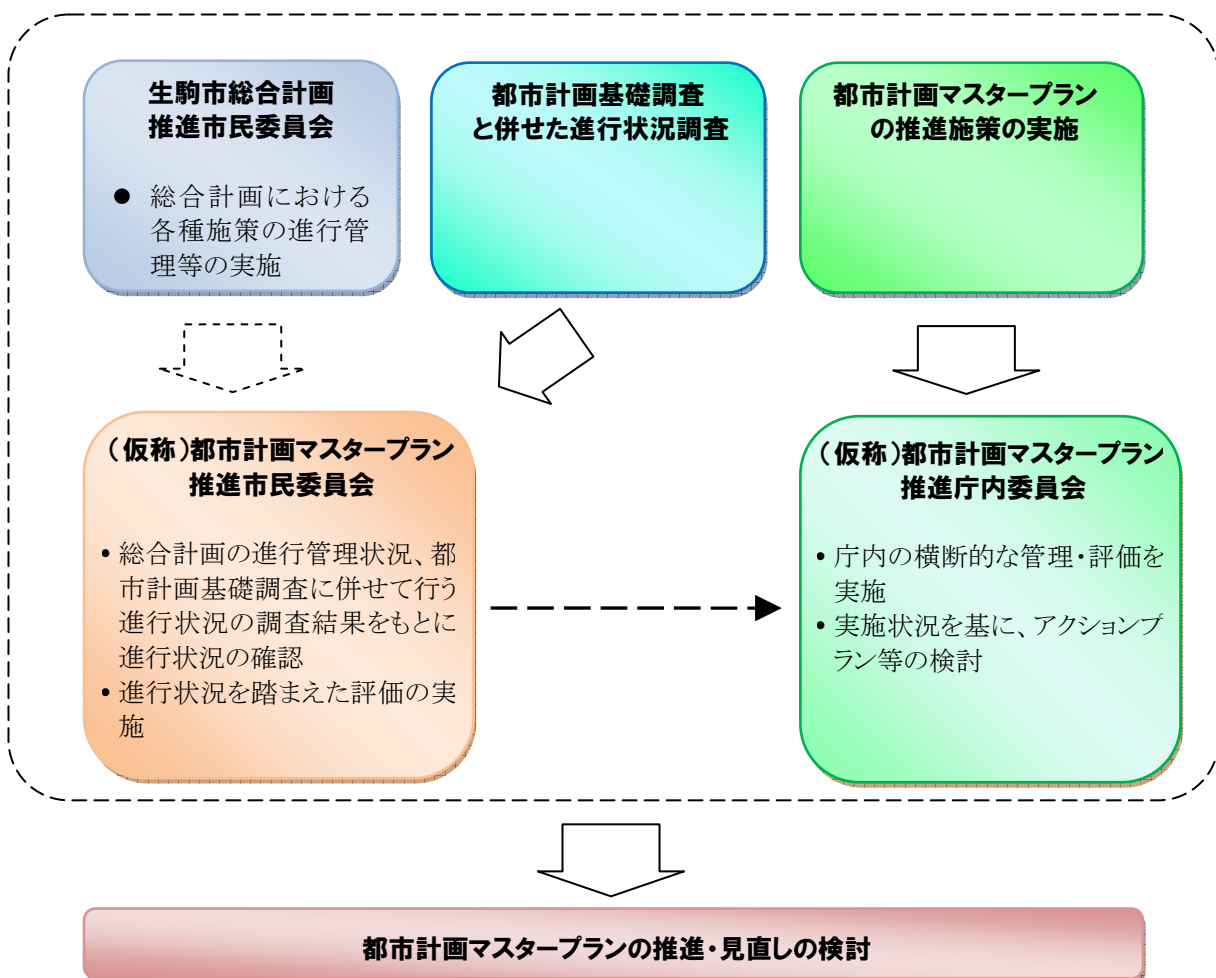 生駒市総合計画
推進市民委員会
● 総合計画における
各種施策の進行管
理等の実施
都市計画基礎調査
と併せた進行状況調査
都市計画マスタープラン
の推進施策の実施
（仮称）都市計画マスタープラン
推進市民委員会
• 総合計画の進行管理状況、都
市計画基礎調査に併せて行う
進行状況の調査結果をもとに
進行状況の確認
• 進行状況を踏まえた評価の実
施
（仮称）都市計画マスタープラン
推進庁内委員会
• 庁内の横断的な管理・評価を
実施
• 実施状況を基に、アクションプ
ラン等の検討
都市計画マスタープランの推進・見直しの検討